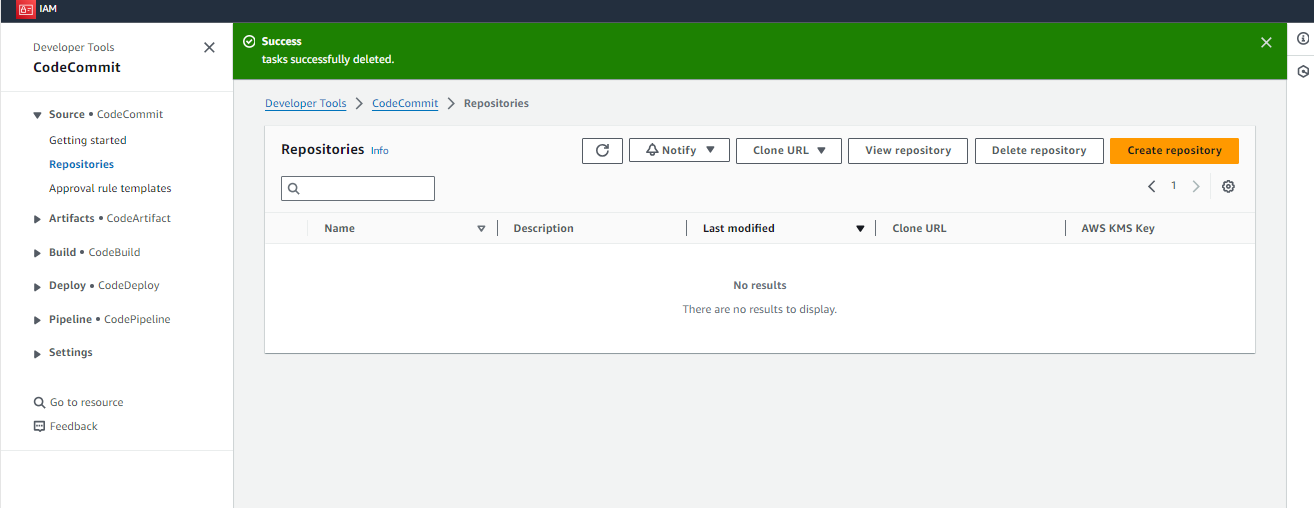 IAM
Developer Tools
CodeCommit
Source • CodeCommit
Getting started
Repositories
Approval rule templates
Artifacts • CodeArtifact
Build • CodeBuild
Deploy • CodeDeploy
Pipeline • CodePipeline
Settings
Go to resource
Feedback
Success
tasks successfully deleted.
Developer Tools > CodeCommit > Repositories
Repositories Info
Notify Clone URL View repository Delete repository Create repository
1
Name Description Last modified Clone URL AWS KMS Key
No results
There are no results to display.